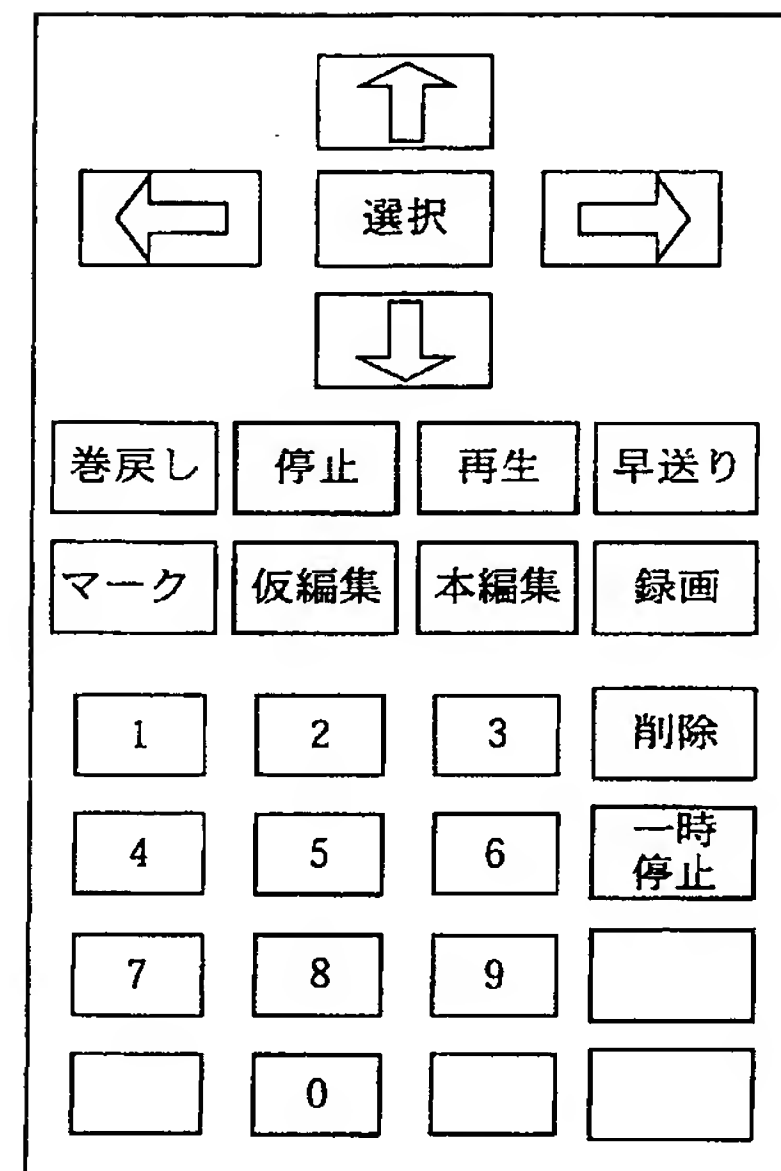 選択
巻戻し 停止 再生 早送り
マーク 仮編集 本編集 録画
1 2 3 削除
4 5 6 一時停止
7 8 9
0